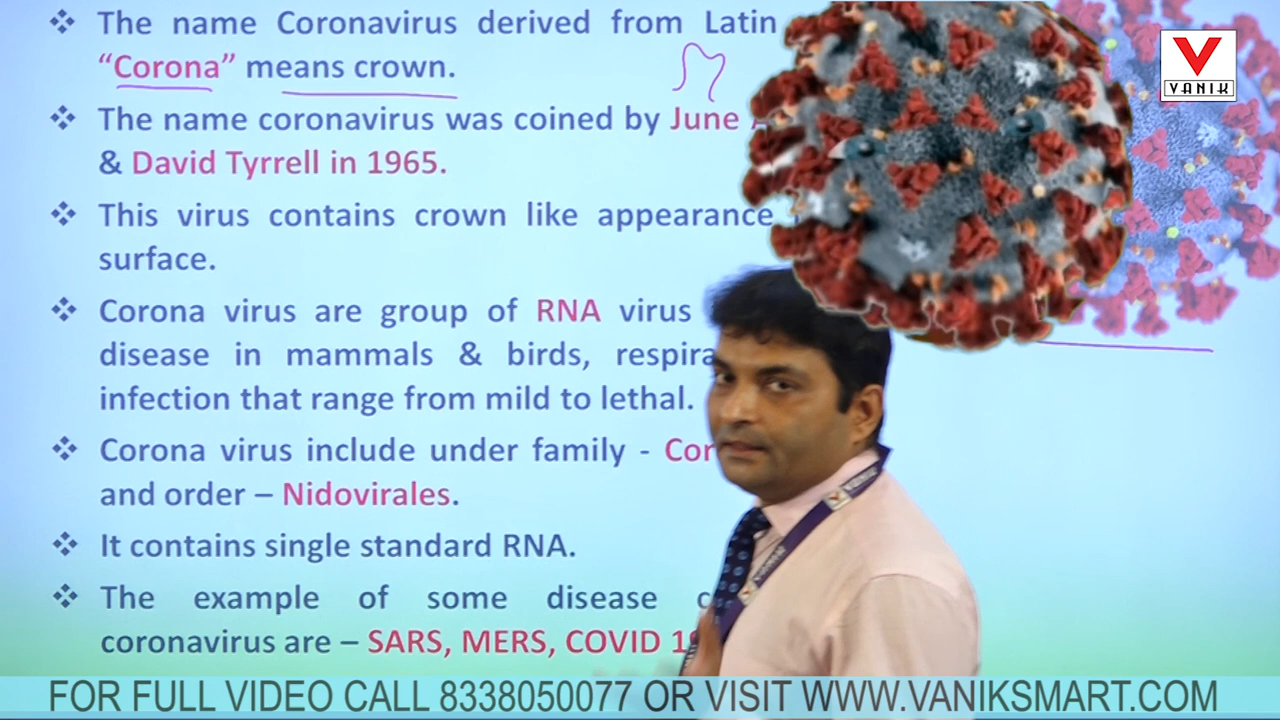 ❖ The name Coronavirus derived from Latin
“Corona” means crown.
❖ The name coronavirus was coined by June
& David Tyrrell in 1965.
❖ This virus contains crown like appearance
surface.
❖ Corona virus are group of RNA virus
disease in mammals & birds,
infection that range from mild to lethal.
❖ Corona virus include under family -
and order – Nidovirales.
❖ It contains single standard RNA.
❖ The example of some disease
coronavirus are – SARS, MERS, COVID
VANIK
FOR FULL VIDEO CALL 8338050077 OR VISIT WWW.VANIKSMART.COM